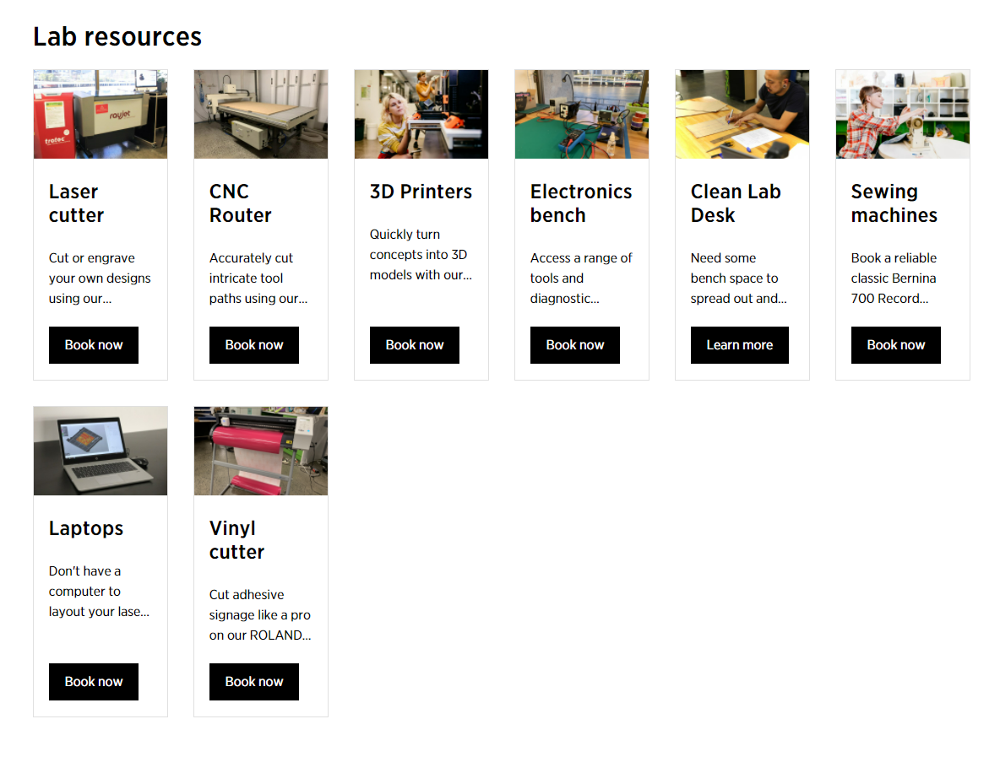 Lab resources
rayjet
trotec
Laser
cutter
Cut or engrave
your own designs
using our...
Book now
CNC
Router
Accurately cut
intricate tool
paths using our...
Book now
3D Printers
Quickly turn
concepts into 3D
models with our...
Book now
Electronics
bench
Access a range of
tools and
diagnostic...
Book now
Clean Lab
Desk
Need some
bench space to
spread out and...
Learn more
Sewing
machines
Book a reliable
classic Bernina
700 Record...
Book now
Laptops
Don't have a
computer to
layout your lase...
Book now
Vinyl
cutter
Cut adhesive
signage like a pro
on our ROLAND...
Book now